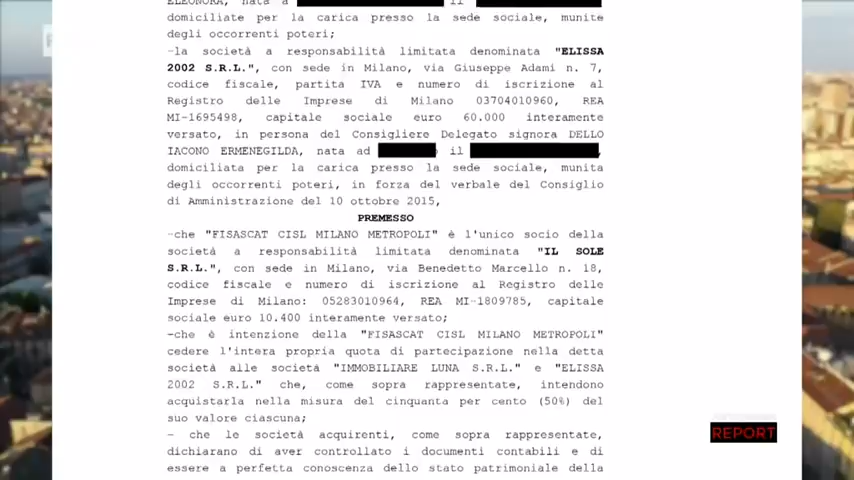 ELEONORA, nata a il
domiciliate per la carica presso la sede sociale, munite
degli occorrenti poteri;
-la società a responsabilità limitata denominata "ELISSA
2002 S.R.L.", con sede in Milano, via Giuseppe Adami n. 7,
codice fiscale, partita IVA e numero di iscrizione al
Registro delle Imprese di Milano 03704010960, REA
MI-1695498, capitale sociale euro 60.000 interamente
versato, in persona del Consigliere Delegato signora DELLO
IACONO ERMENEGILDA, nata ad il ,
domiciliata per la carica presso la sede sociale, munita
degli occorrenti poteri, in forza del verbale del Consiglio
di Amministrazione del 10 ottobre 2015,
PREMESSO
-che "FISASCAT CISL MILANO METROPOLI" è l'unico socio della
società a responsabilità limitata denominata "IL SOLE
S.R.L.", con sede in Milano, via Benedetto Marcello n. 18,
codice fiscale e numero di iscrizione al Registro delle
Imprese di Milano: 05283010964, REA MI-1809785, capitale
sociale euro 10.400 interamente versato;
-che è intenzione della "FISASCAT CISL MILANO METROPOLI"
cedere l'intera propria quota di partecipazione nella detta
società alle società "IMMOBILIARE LUNA S.R.L." e "ELISSA
2002 S.R.L." che, come sopra rappresentate, intendono
acquistarla nella misura del cinquanta per cento (50%) del
suo valore ciascuna;
- che le società acquirenti, come sopra rappresentate,
dichiarano di aver controllato i documenti contabili e di
essere a perfetta conoscenza dello stato patrimoniale della
REPORT